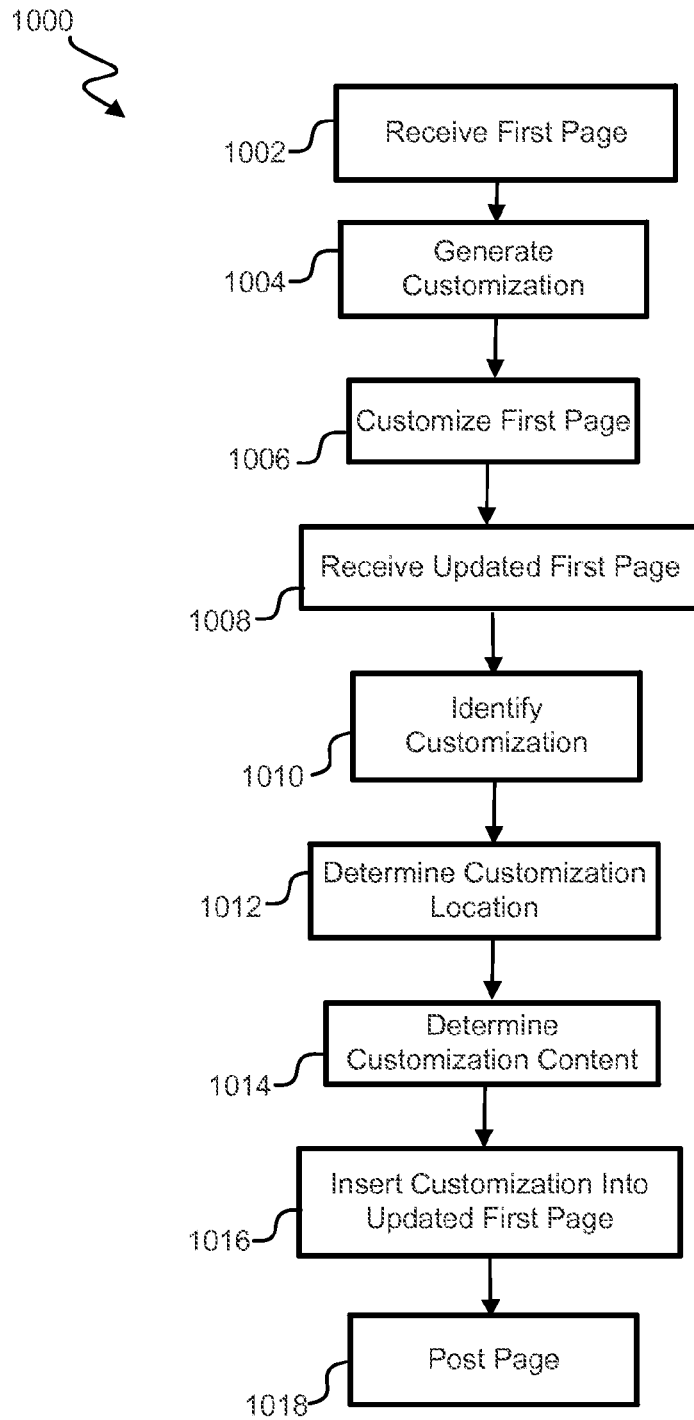 1000
Receive First Page
1002
Generate
Customization
1004
Customize First Page
1006
Receive Updated First Page
1008
Identify
Customization
1010
Determine Customization
Location
1012
Determine
Customization Content
1014
Insert Customization Into
Updated First Page
1016
Post Page
1018